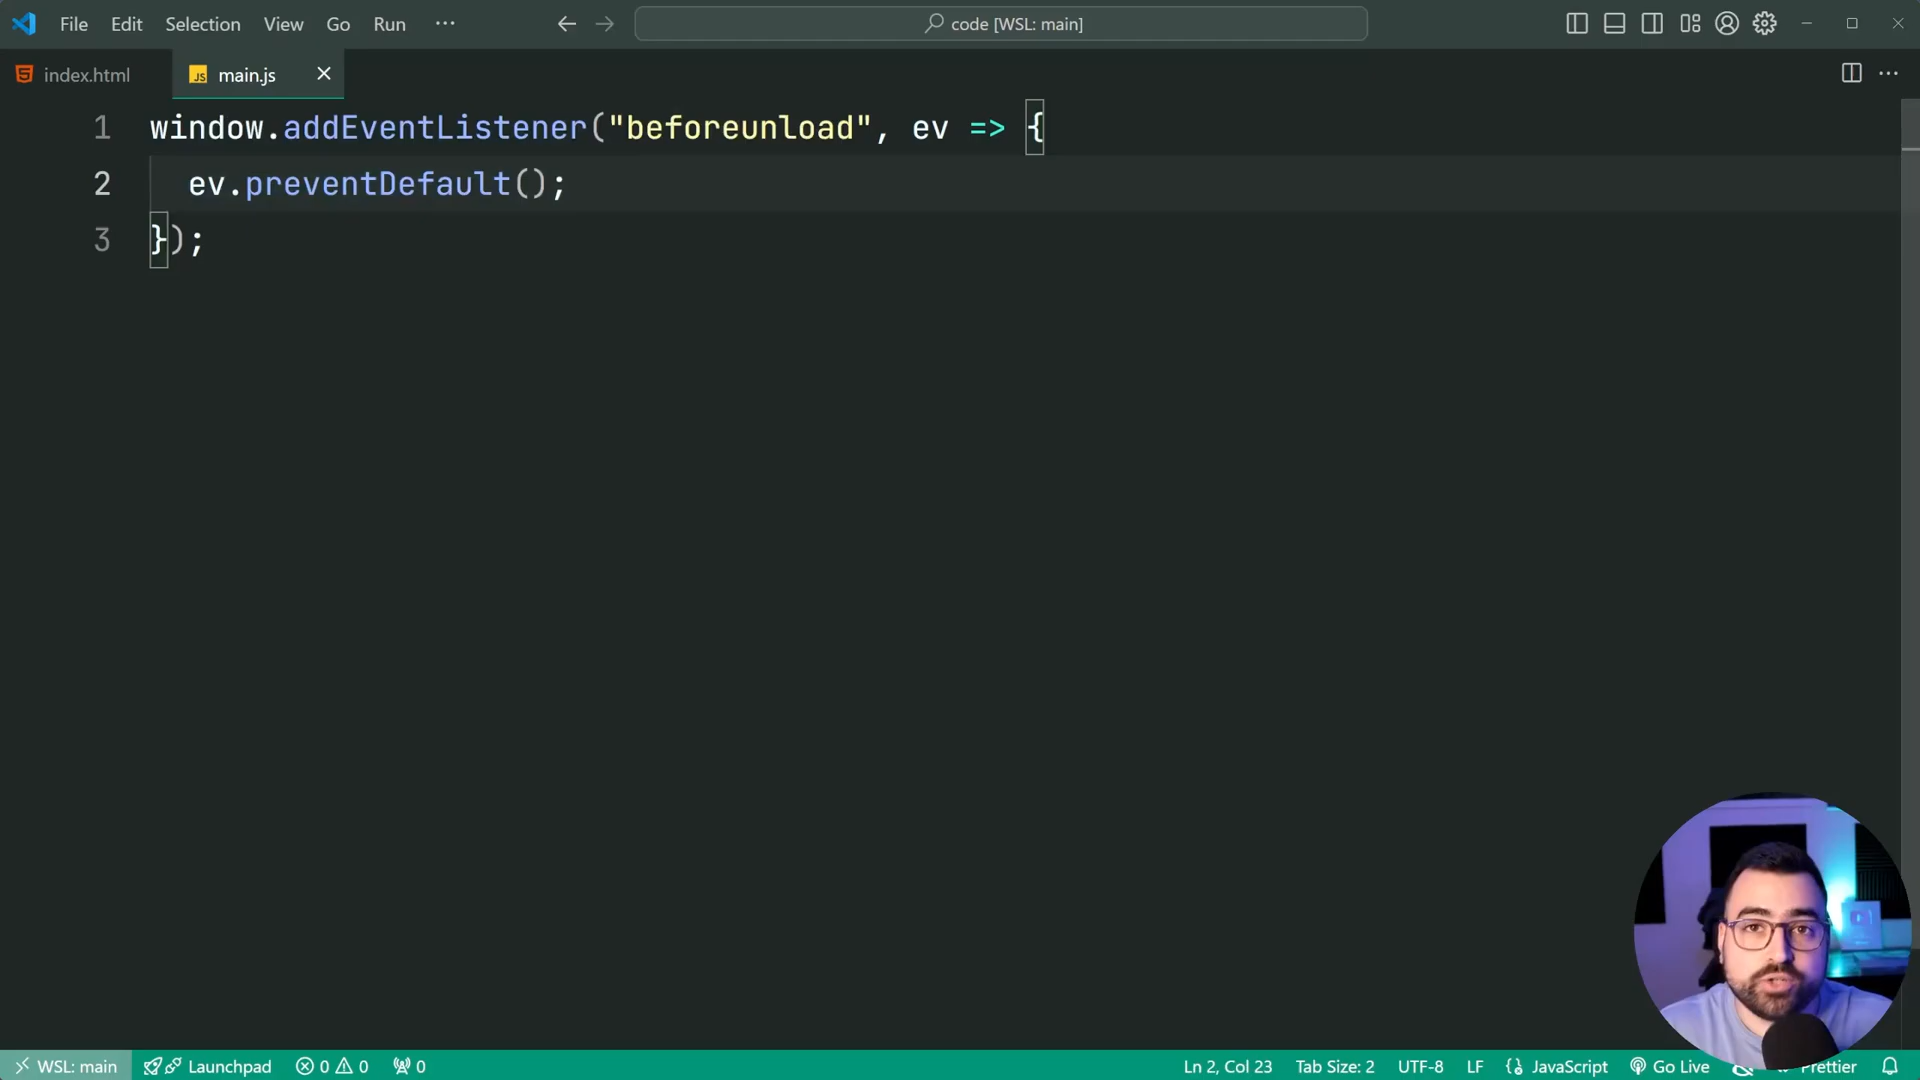 File Edit Selection View Go Run ···
code [WSL: main]
index.html
JS main.js
1 window.addEventListener("beforeunload", ev => {
2 ev.preventDefault();
3 });
WSL: main Launchpad 0 0 0 Ln 2, Col 23 Tab Size: 2 UTF-8 LF {} JavaScript Go Live Prettier